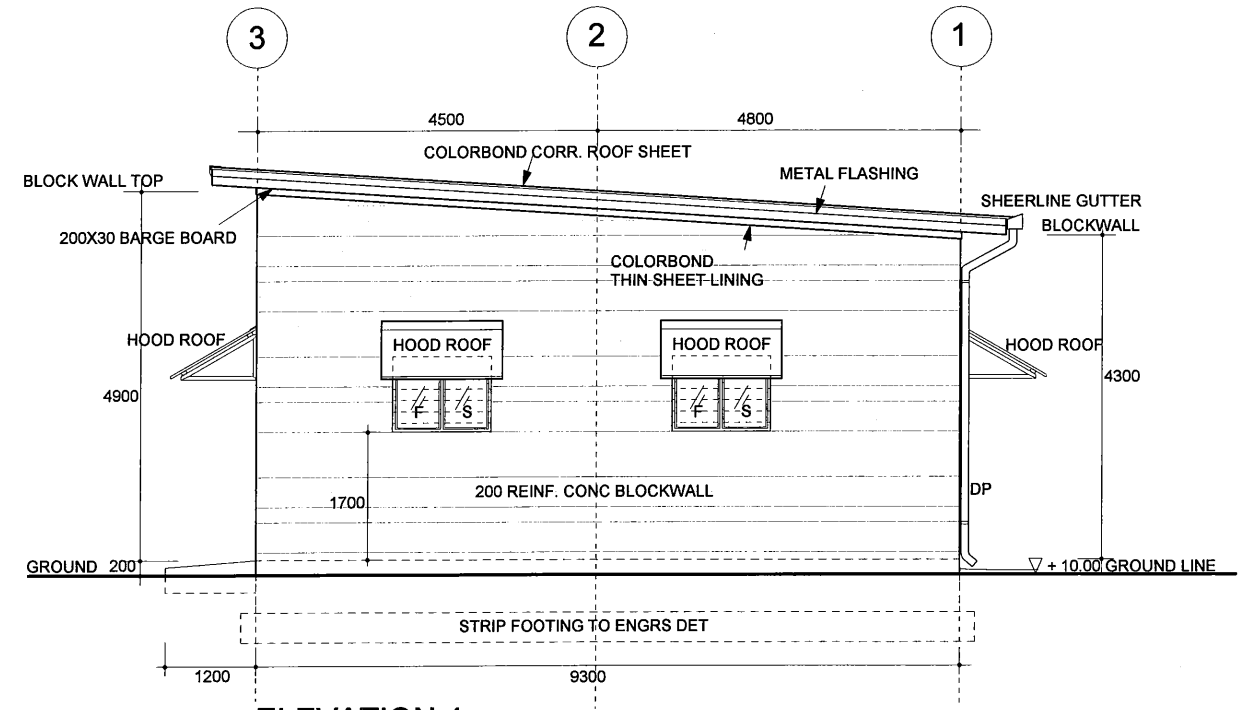 3
2
1
4500
4800
COLORBOND CORR. ROOF SHEET
METAL FLASHING
BLOCK WALL TOP
SHEERLINE GUTTER
BLOCKWALL
200X30 BARGE BOARD
COLORBOND
THIN SHEET LINING
HOOD ROOF
HOOD ROOF
HOOD ROOF
HOOD ROOF
4900
4300
F
S
F
S
1700
200 REINF. CONC BLOCKWALL
DP
GROUND 200
+ 10.00 GROUND LINE
STRIP FOOTING TO ENGRS DET
1200
9300
ELEVATION 1